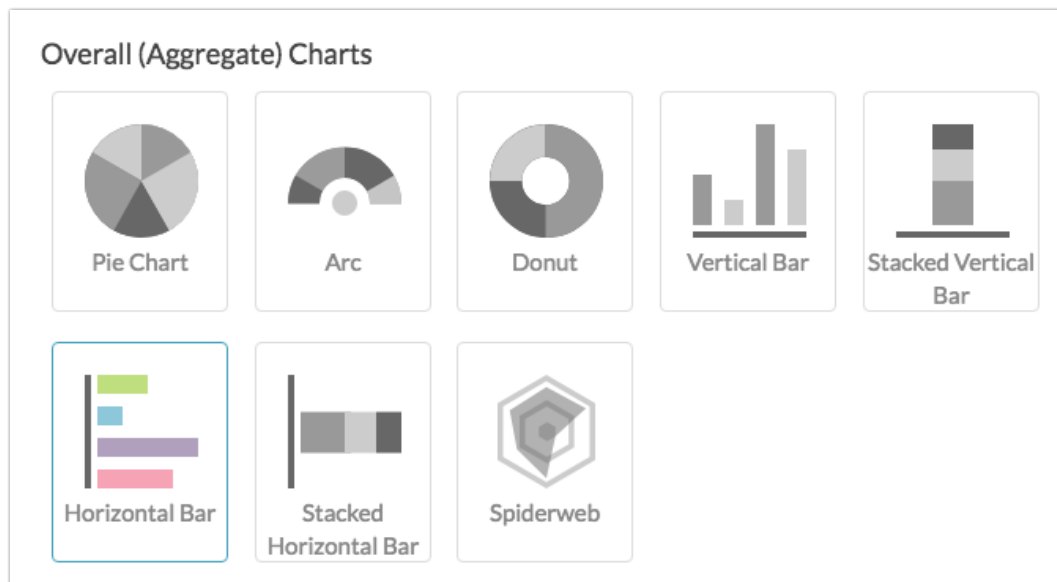 Overall (Aggregate) Charts
Pie Chart
Arc
Donut
Vertical Bar
Stacked Vertical
Bar
Horizontal Bar
Stacked
Horizontal Bar
Spiderweb